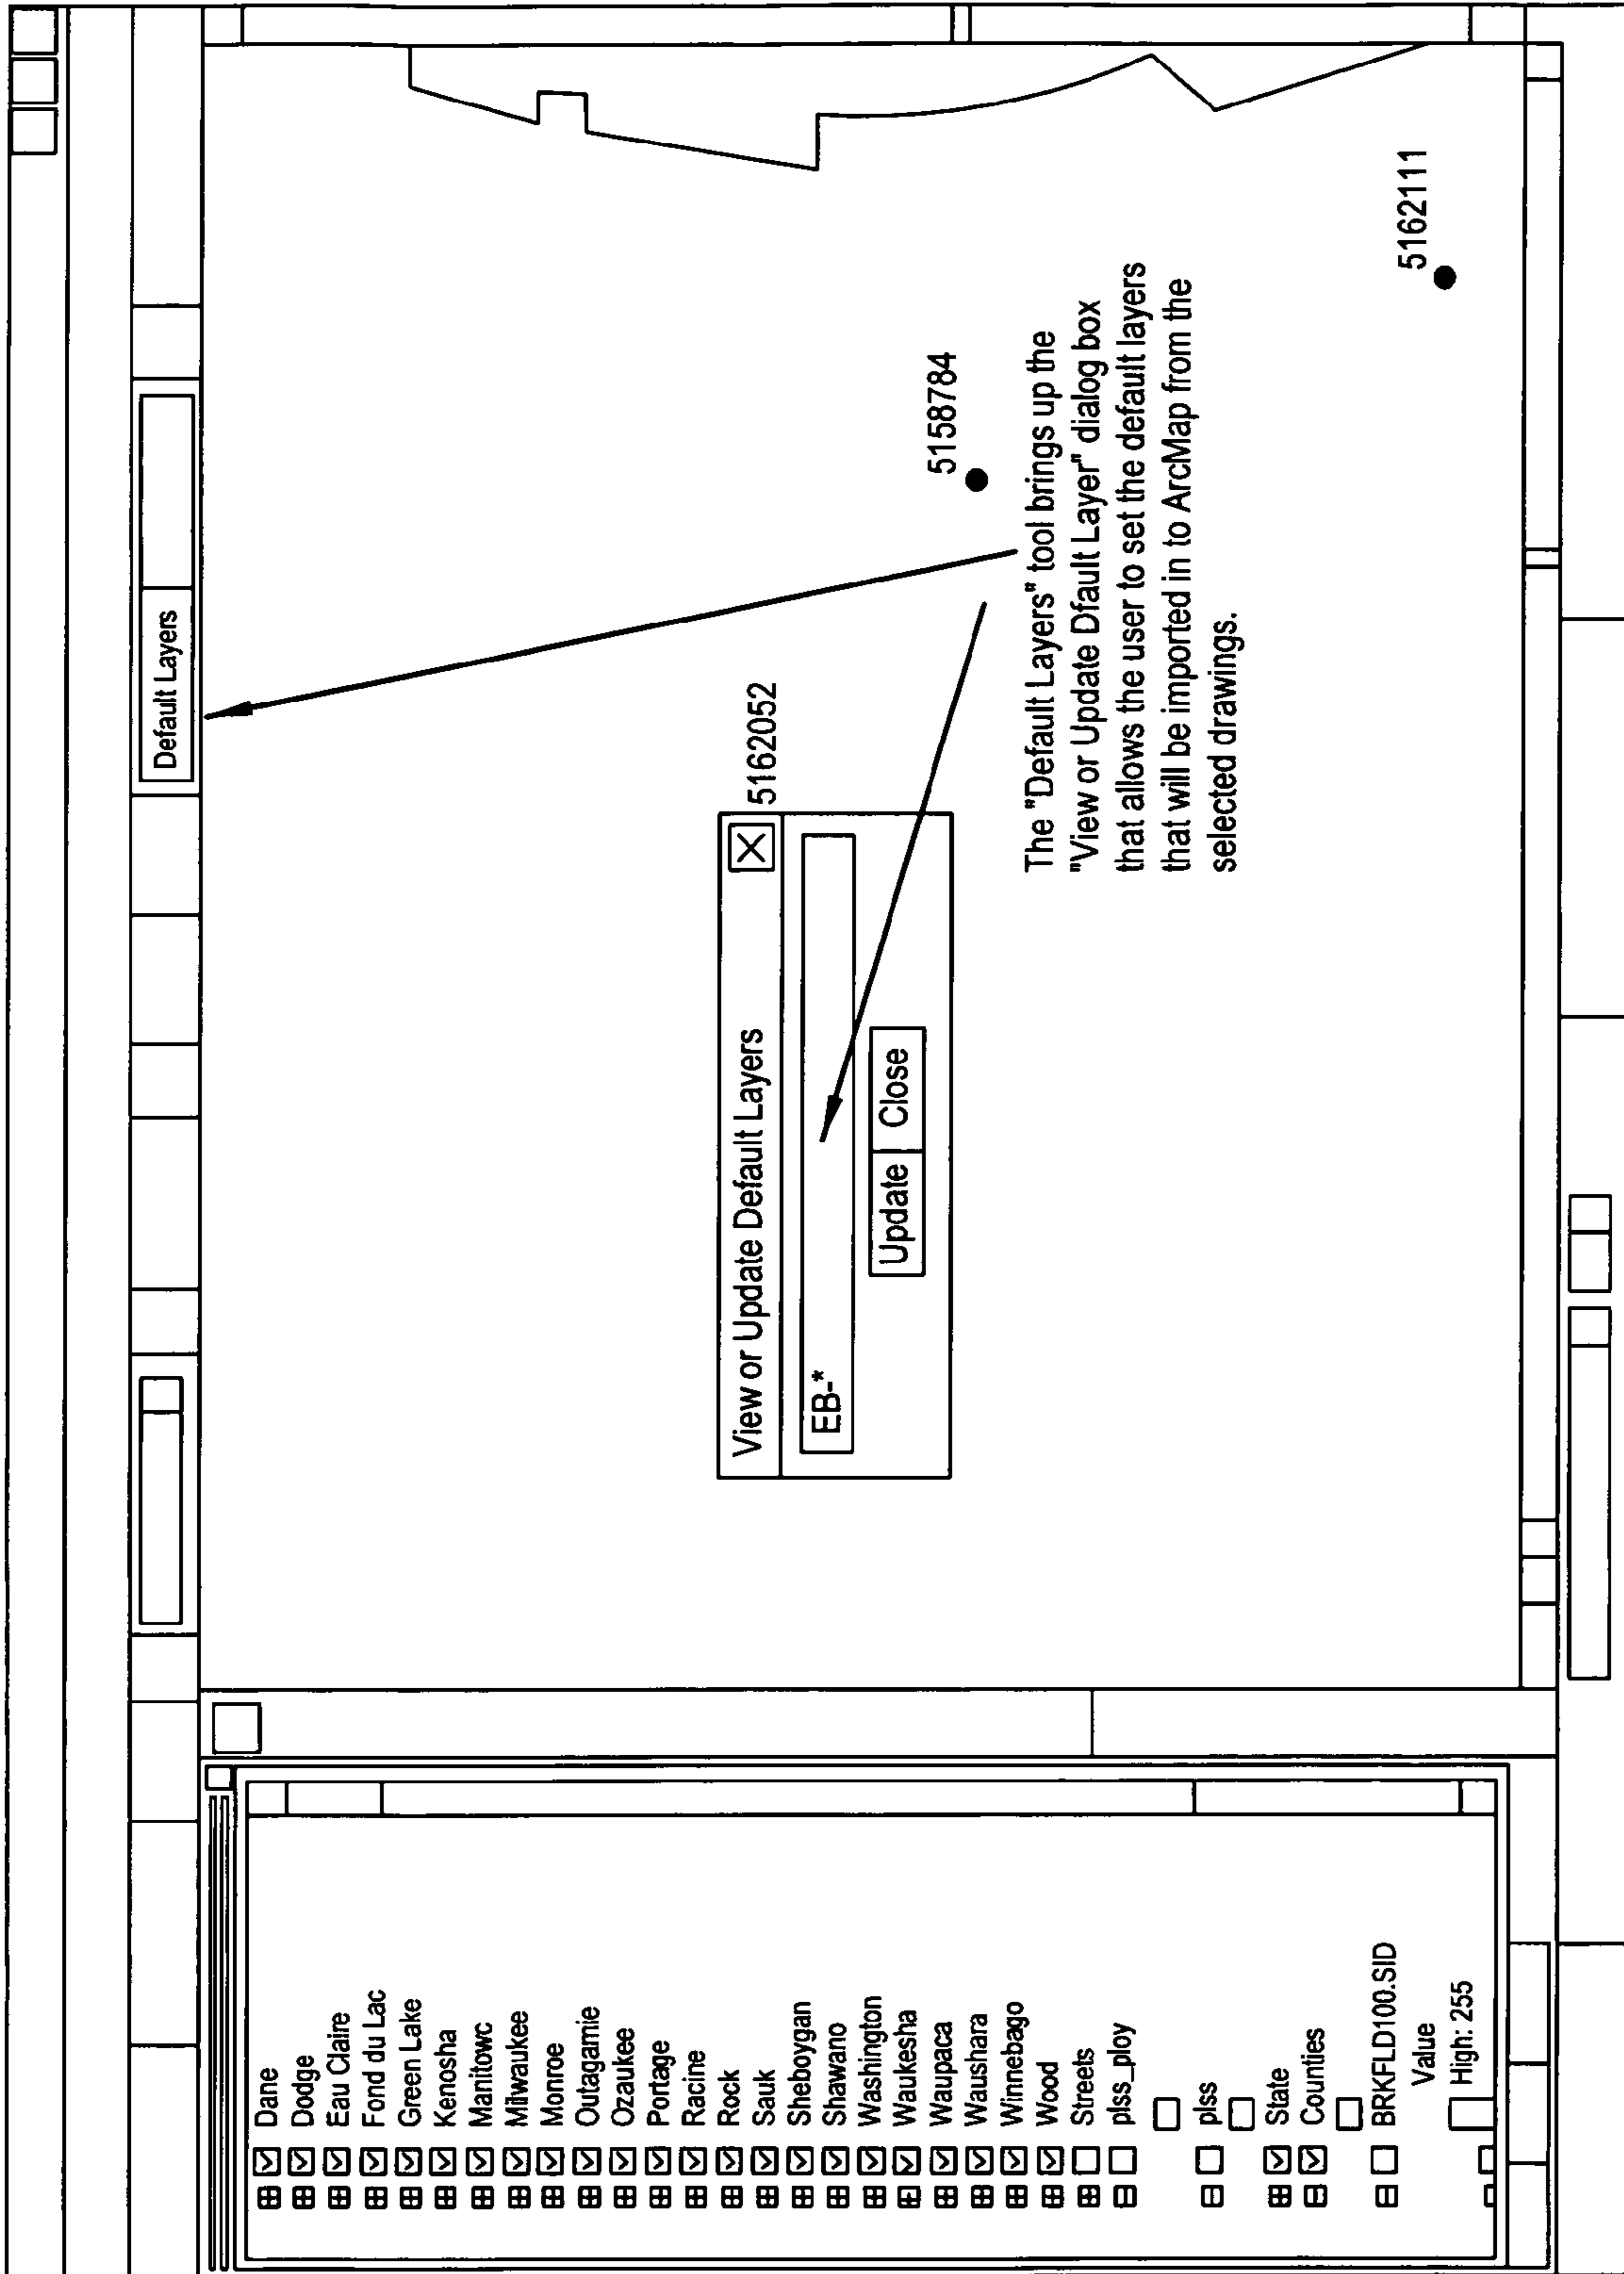 Default Layers
Dane
Dodge
Eau Claire
Fond du Lac
Green Lake
Kenosha
Manitowc
Milwaukee
Monroe
Outagamie
Ozaukee
Portage
Racine
Rock
Sauk
Sheboygan
Shawano
Washington
Waukesha
Waupaca
Waushara
Winnebago
Wood
Streets
plss_ploy
plss
State
Counties
BRKFLD100.SID
Value
High: 255
View or Update Default Layers
EB-*
Update
Close
5162052
5158784
The "Default Layers" tool brings up the
"View or Update Dfault Layer" dialog box
that allows the user to set the default layers
that will be imported in to ArcMap from the
selected drawings.
5162111